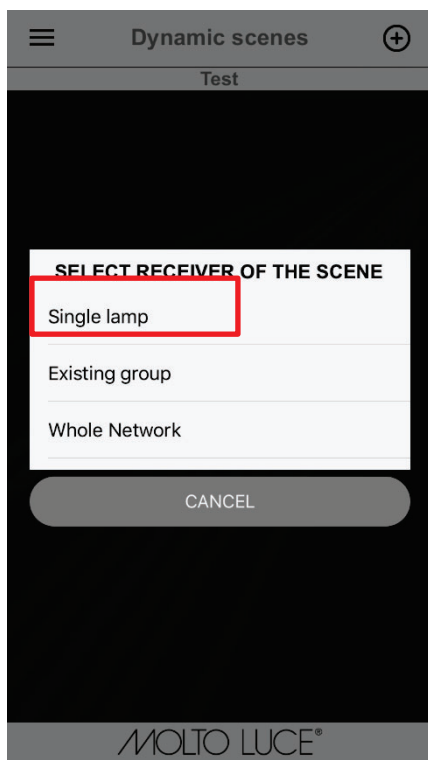 Dynamic scenes
Test
SELECT RECEIVER OF THE SCENE
Single lamp
Existing group
Whole Network
CANCEL
MOLTO LUCE®